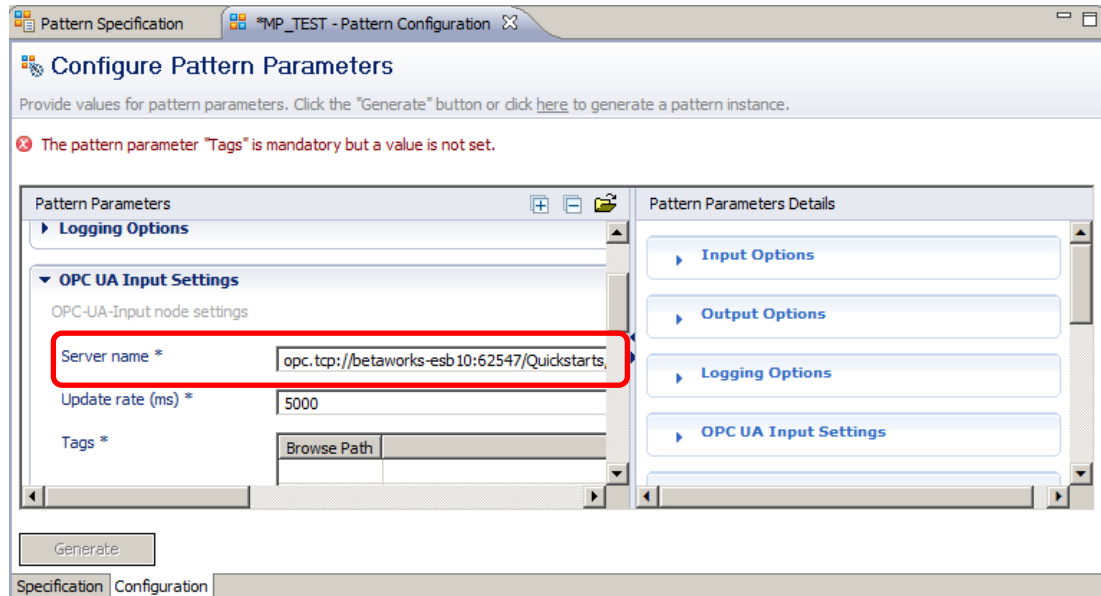 Pattern Specification
*MP_TEST - Pattern Configuration
Configure Pattern Parameters
Provide values for pattern parameters. Click the "Generate" button or click here to generate a pattern instance.
The pattern parameter "Tags" is mandatory but a value is not set.
Pattern Parameters
Logging Options
OPC UA Input Settings
OPC-UA-Input node settings
Server name *
opc.tcp://betaworks-esb10:62547/Quickstarts/
Update rate (ms) *
5000
Tags *
Browse Path
Pattern Parameters Details
Input Options
Output Options
Logging Options
OPC UA Input Settings
Generate
Specification
Configuration